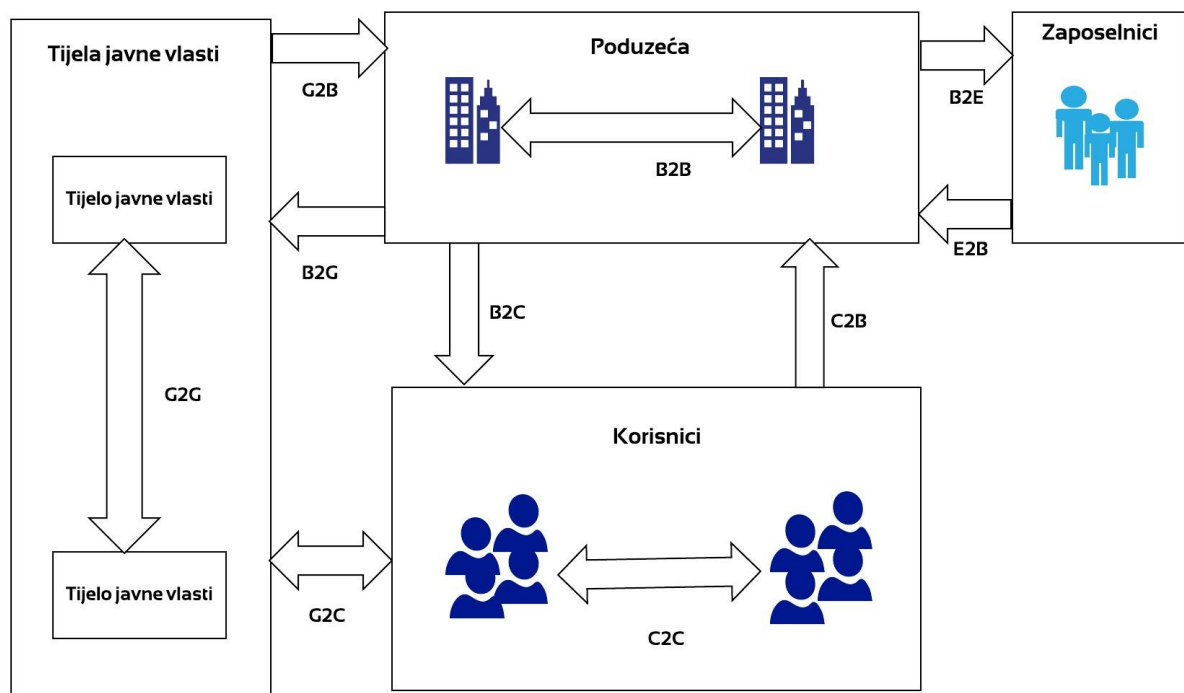 Tijela javne vlasti
Poduzeća
Zaposelnici
G2B
B2E
B2B
Tijelo javne vlasti
B2G
E2B
B2C
C2B
G2G
Korisnici
Tijelo javne vlasti
G2C
C2C